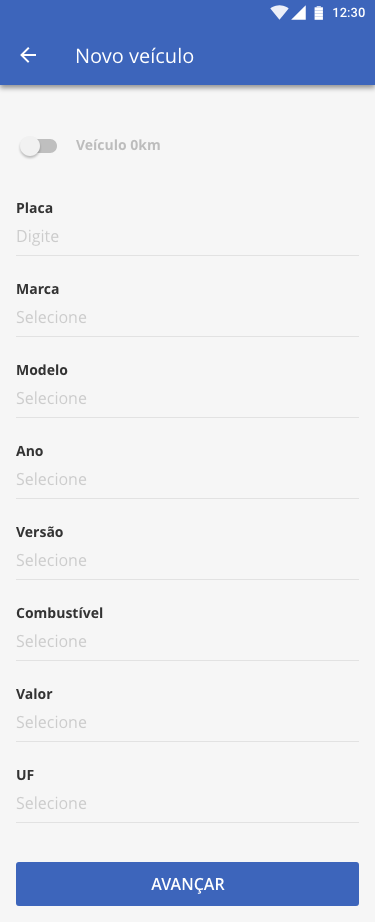 12:30
Novo veículo
Veículo 0km
Placa
Digite
Marca
Selecione
Modelo
Selecione
Ano
Selecione
Versão
Selecione
Combustível
Selecione
Valor
Selecione
UF
Selecione
AVANÇAR